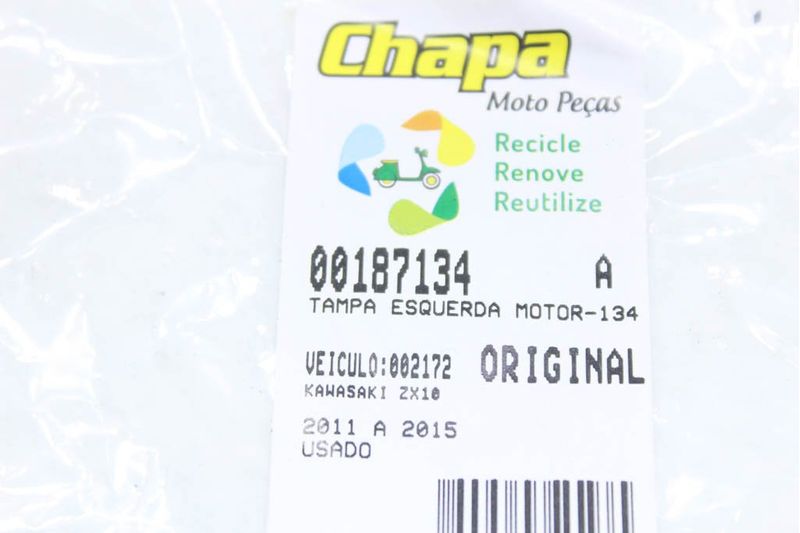 Chapa
Moto Peças
Recicle
Renove
Reutilize
00187134 A
TAMPA ESQUERDA MOTOR-134
VEICULO:002172 ORIGINAL
KAWASAKI ZX10
2011 A 2015
USADO